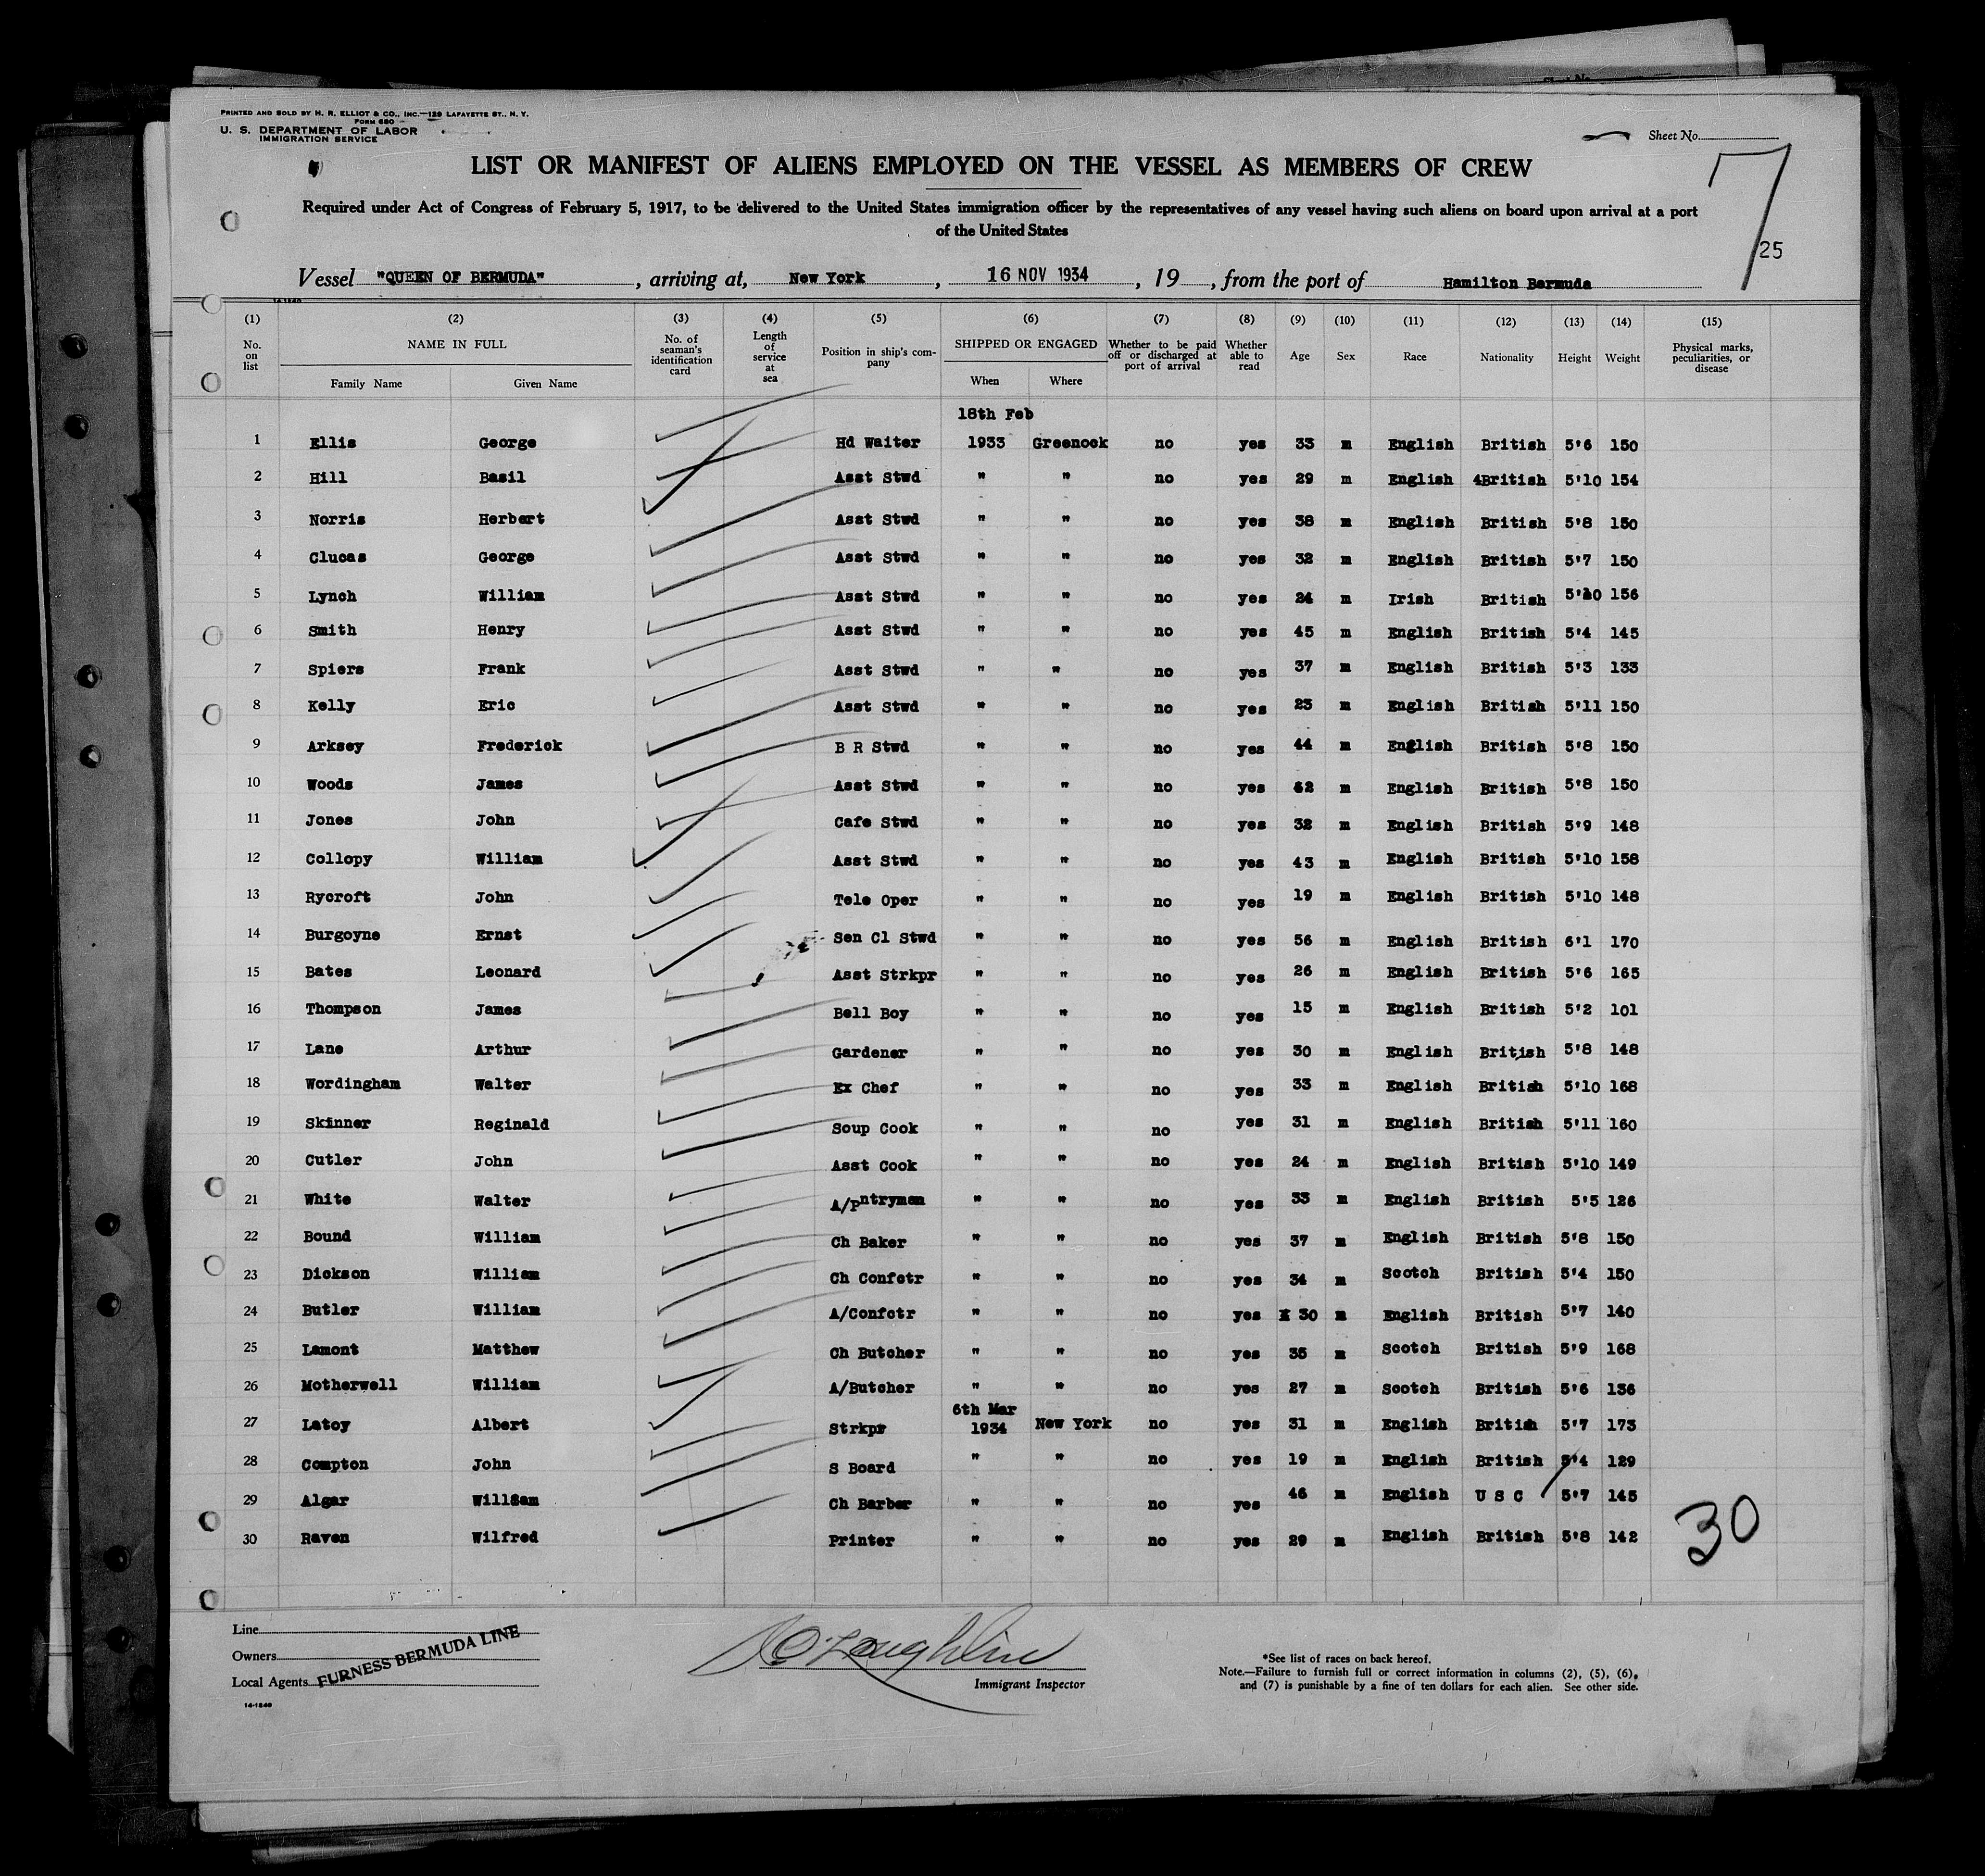 PRINTED AND SOLD BY H. R. ELLIOT & CO., INC.—129 LAFAYETTE ST., N. Y.
FORM 680
U. S. DEPARTMENT OF LABOR
IMMIGRATION SERVICE
Sheet No.
7
25
LIST OR MANIFEST OF ALIENS EMPLOYED ON THE VESSEL AS MEMBERS OF CREW
Required under Act of Congress of February 5, 1917, to be delivered to the United States immigration officer by the representatives of any vessel having such aliens on board upon arrival at a port
of the United States
Vessel "QUEEN OF BERMUDA", arriving at, New York, 16 NOV 1934, 19, from the port of Hamilton Bermuda
14-1240
(1) (2) (3) (4) (5) (6) (7) (8) (9) (10) (11) (12) (13) (14) (15)
No. on list NAME IN FULL Family Name Given Name No. of seaman's identification card Length of service at sea Position in ship's company SHIPPED OR ENGAGED When Where Whether to be paid off or discharged at port of arrival Whether able to read Age Sex Race Nationality Height Weight Physical marks, peculiarities, or disease
18th Feb
1 Ellis George Hd Waiter 1933 Greenock no yes 33 m English British 5'6 150
2 Hill Basil Asst Stwd " " no yes 29 m English 4British 5'10 154
3 Norris Herbert Asst Stwd " " no yes 38 m English British 5'8 150
4 Clucas George Asst Stwd " " no yes 32 m English British 5'7 150
5 Lynch William Asst Stwd " " no yes 24 m Irish British 5'10 156
6 Smith Henry Asst Stwd " " no yes 45 m English British 5'4 145
7 Spiers Frank Asst Stwd " " no yes 37 m English British 5'3 133
8 Kelly Eric Asst Stwd " " no yes 23 m English British 5'11 150
9 Arksey Frederick B R Stwd " " no yes 44 m English British 5'8 150
10 Woods James Asst Stwd " " no yes m English British 5'8 150
11 Jones John Cafe Stwd " " no yes 32 m English British 5'9 148
12 Collopy William Asst Stwd " " no yes 43 m English British 5'10 158
13 Rycroft John Tele Oper " " no yes 19 m English British 5'10 148
14 Burgoyne Ernst Sen Cl Stwd " " no yes 56 m English British 6'1 170
15 Bates Leonard Asst Strkpr " " no yes 26 m English British 5'6 165
16 Thompson James Bell Boy " " no yes 15 m English British 5'2 101
17 Lane Arthur Gardener " " no yes 30 m English British 5'8 148
18 Wordingham Walter Ex Chef " " no yes 33 m English British 5'10 168
19 Skinner Reginald Soup Cook " " no yes 31 m English British 5'11 160
20 Cutler John Asst Cook " " no yes 24 m English British 5'10 149
21 White Walter A/Pntryman " " no yes 33 m English British 5'5 126
22 Bound William Ch Baker " " no yes 37 m English British 5'8 150
23 Dickson William Ch Confctr " " no yes 34 m Scotch British 5'4 150
24 Butler William A/Confctr " " no yes 30 m English British 5'7 140
25 Lamont Matthew Ch Butcher " " no yes 35 m Scotch British 5'9 168
26 Motherwell William A/Butcher " " no yes 27 m Scotch British 5'6 136
6th Mar
27 Latoy Albert Strkpr 1934 New York no yes 31 m English British 5'7 173
28 Compton John S Board " " no yes 19 m English British 5'4 129
29 Algar William Ch Barber " " no yes 46 m English U S C 5'7 145
30 Raven Wilfred Printer " " no yes 29 m English British 5'8 142
30
Line
Owners
Local Agents FURNESS BERMUDA LINE
14-1240
Immigrant Inspector
*See list of races on back hereof.
Note.—Failure to furnish full or correct information in columns (2), (5), (6),
and (7) is punishable by a fine of ten dollars for each alien. See other side.